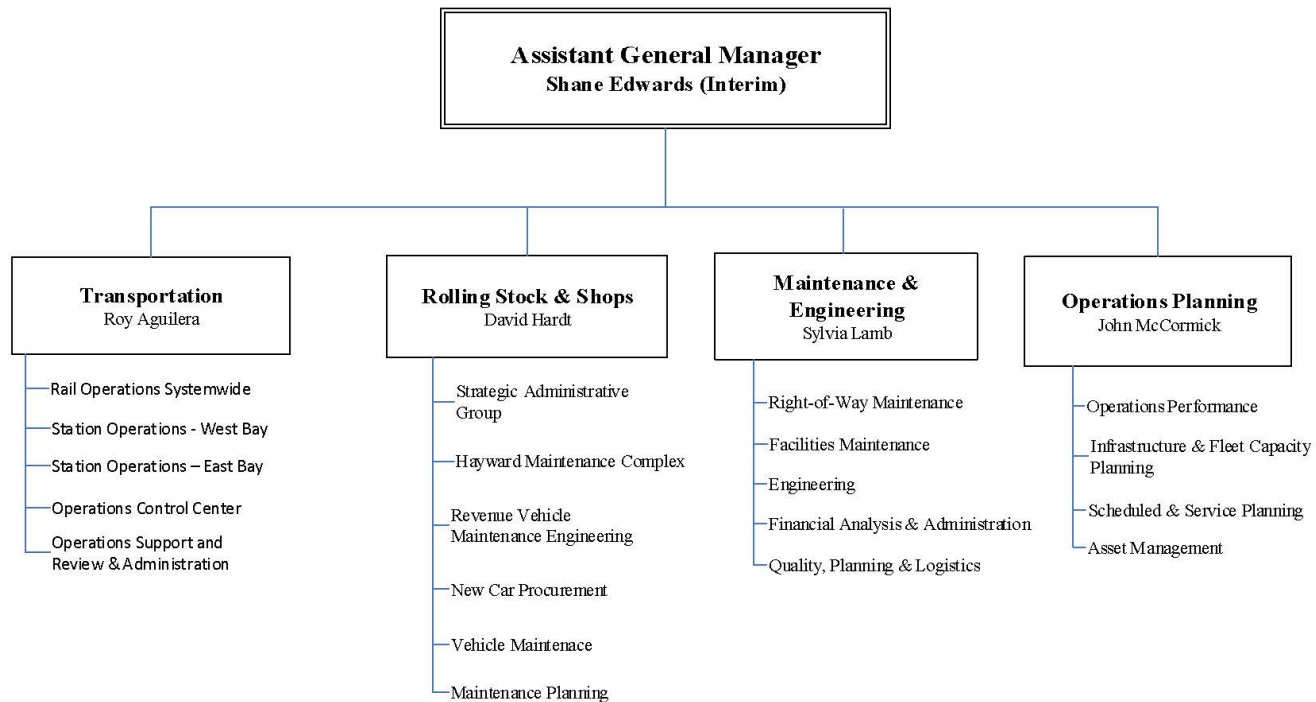 Assistant General Manager
Shane Edwards (Interim)
Transportation
Roy Aguilera
Rail Operations Systemwide
Station Operations - West Bay
Station Operations – East Bay
Operations Control Center
Operations Support and
Review & Administration
Rolling Stock & Shops
David Hardt
Strategic Administrative
Group
Hayward Maintenance Complex
Revenue Vehicle
Maintenance Engineering
New Car Procurement
Vehicle Maintenace
Maintenance Planning
Maintenance &
Engineering
Sylvia Lamb
Right-of-Way Maintenance
Facilities Maintenance
Engineering
Financial Analysis & Administration
Quality, Planning & Logistics
Operations Planning
John McCormick
Operations Performance
Infrastructure & Fleet Capacity
Planning
Scheduled & Service Planning
Asset Management